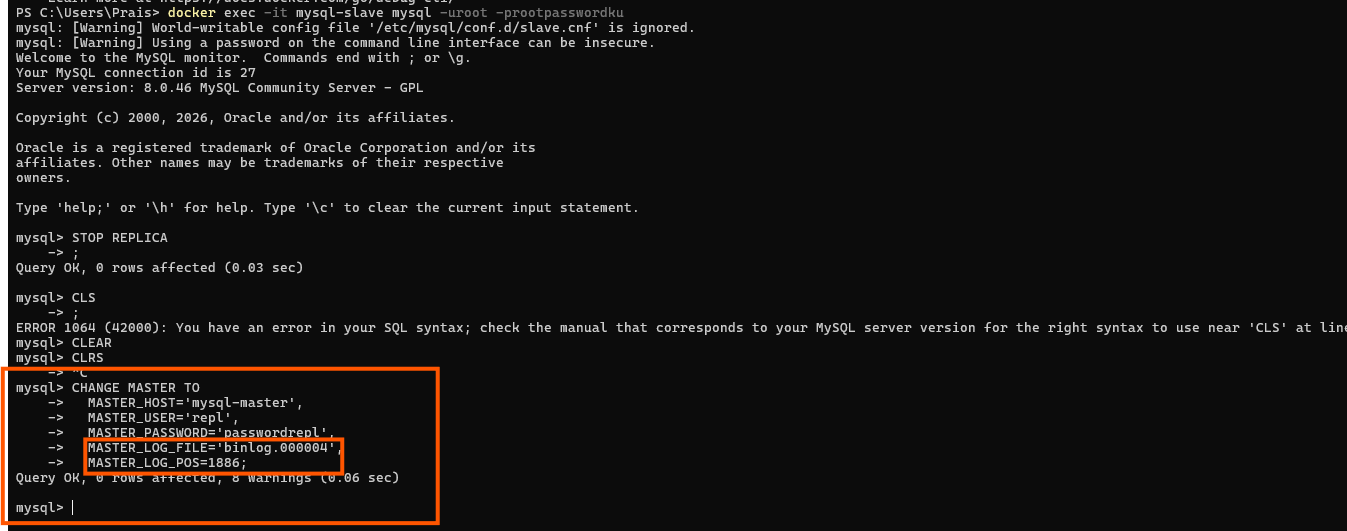 PS C:\Users\Prais> docker exec -it mysql-slave mysql -uroot -prootpasswordku
mysql: [Warning] World-writable config file '/etc/mysql/conf.d/slave.cnf' is ignored.
mysql: [Warning] Using a password on the command line interface can be insecure.
Welcome to the MySQL monitor.  Commands end with ; or \g.
Your MySQL connection id is 27
Server version: 8.0.46 MySQL Community Server - GPL

Copyright (c) 2000, 2026, Oracle and/or its affiliates.

Oracle is a registered trademark of Oracle Corporation and/or its
affiliates. Other names may be trademarks of their respective
owners.

Type 'help;' or '\h' for help. Type '\c' to clear the current input statement.

mysql> STOP REPLICA
    -> ;
Query OK, 0 rows affected (0.03 sec)

mysql> CLS
    -> ;
ERROR 1064 (42000): You have an error in your SQL syntax; check the manual that corresponds to your MySQL server version for the right syntax to use near 'CLS' at line
mysql> CLEAR
mysql> CLRS
    -> ^C
mysql> CHANGE MASTER TO
    ->   MASTER_HOST='mysql-master',
    ->   MASTER_USER='repl',
    ->   MASTER_PASSWORD='passwordrepl',
    ->   MASTER_LOG_FILE='binlog.000004',
    ->   MASTER_LOG_POS=1886;
Query OK, 0 rows affected, 8 warnings (0.06 sec)

mysql>